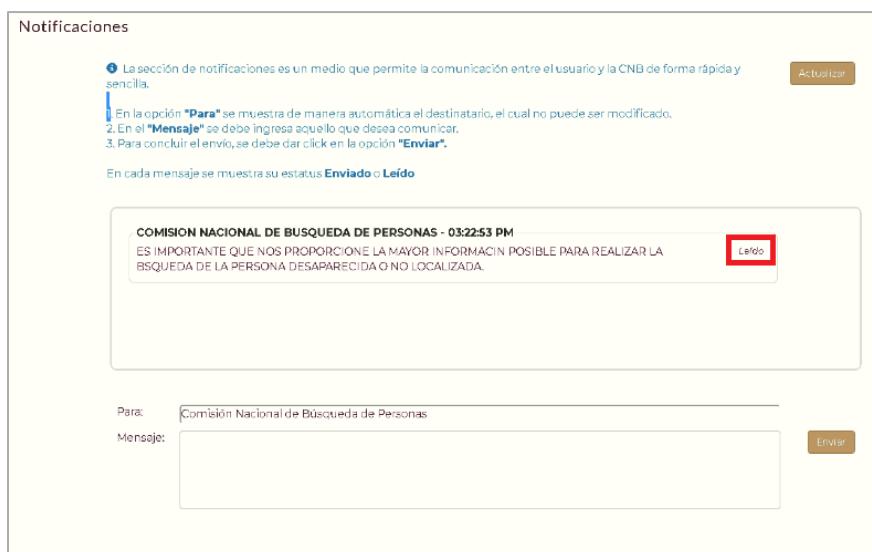 Notificaciones
La sección de notificaciones es un medio que permite la comunicación entre el usuario y la CNB de forma rápida y
sencilla.
Actualizar
1. En la opción "Para" se muestra de manera automática el destinatario, el cual no puede ser modificado.
2. En el "Mensaje" se debe ingresa aquello que desea comunicar.
3. Para concluir el envío, se debe dar click en la opción "Enviar".
En cada mensaje se muestra su estatus Enviado o Leído
COMISION NACIONAL DE BUSQUEDA DE PERSONAS - 03:22:53 PM
ES IMPORTANTE QUE NOS PROPORCIONE LA MAYOR INFORMACIN POSIBLE PARA REALIZAR LA
BSQUEDA DE LA PERSONA DESAPARECIDA O NO LOCALIZADA.
Leído
Para:
Comisión Nacional de Búsqueda de Personas
Mensaje:
Enviar